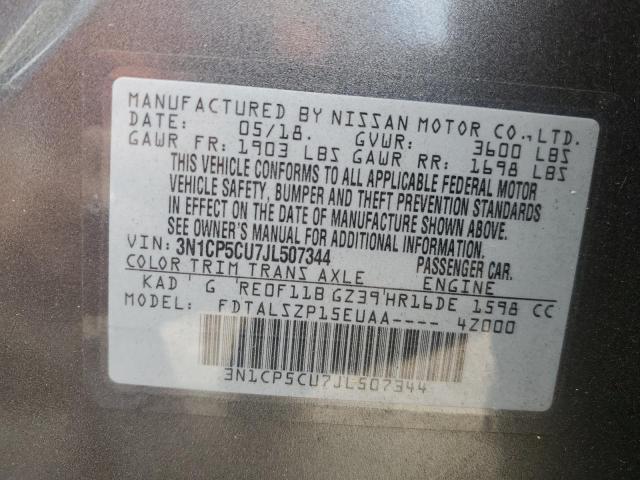 MANUFACTURED BY NISSAN MOTOR CO., LTD.
DATE: 05/18. GVWR: 3600 LBS
GAWR FR: 1903 LBS GAWR RR: 1698 LBS
THIS VEHICLE CONFORMS TO ALL APPLICABLE FEDERAL MOTOR
VEHICLE SAFETY, BUMPER AND THEFT PREVENTION STANDARDS
IN EFFECT ON THE DATE OF MANUFACTURE SHOWN ABOVE.
SEE OWNER'S MANUAL FOR ADDITIONAL INFORMATION.
VIN: 3N1CP5CU7JL507344 PASSENGER CAR.
COLOR TRIM TRANS AXLE ENGINE
KAD ' G 'RE0F11B GZ39'HR16DE 1598 CC
MODEL: FDTALSZP15EUAA---- 4Z000
3N1CP5CU7JL507344